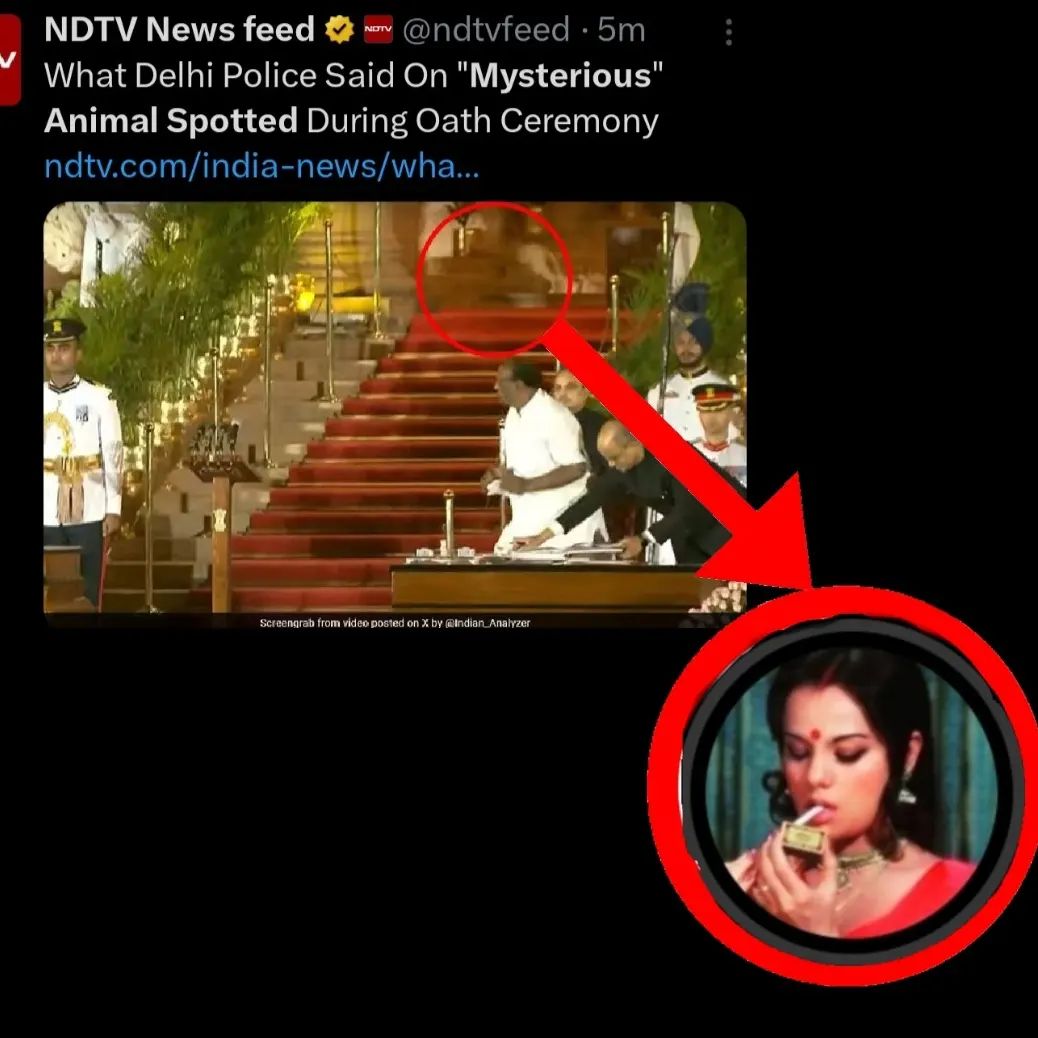 NDTV News feed NDTV @ndtvfeed · 5m
What Delhi Police Said On "Mysterious"
Animal Spotted During Oath Ceremony
ndtv.com/india-news/wha...
Screengrab from video posted on X by @Indian_Analyzer